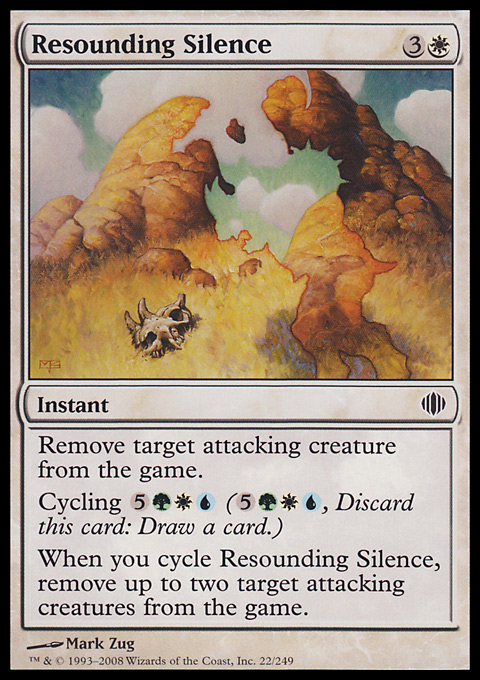 Resounding Silence 3
Instant
Remove target attacking creature
from the game.
Cycling 5 (5, Discard
this card: Draw a card.)
When you cycle Resounding Silence,
remove up to two target attacking
creatures from the game.
Mark Zug
™ & © 1993–2008 Wizards of the Coast, Inc. 22/249